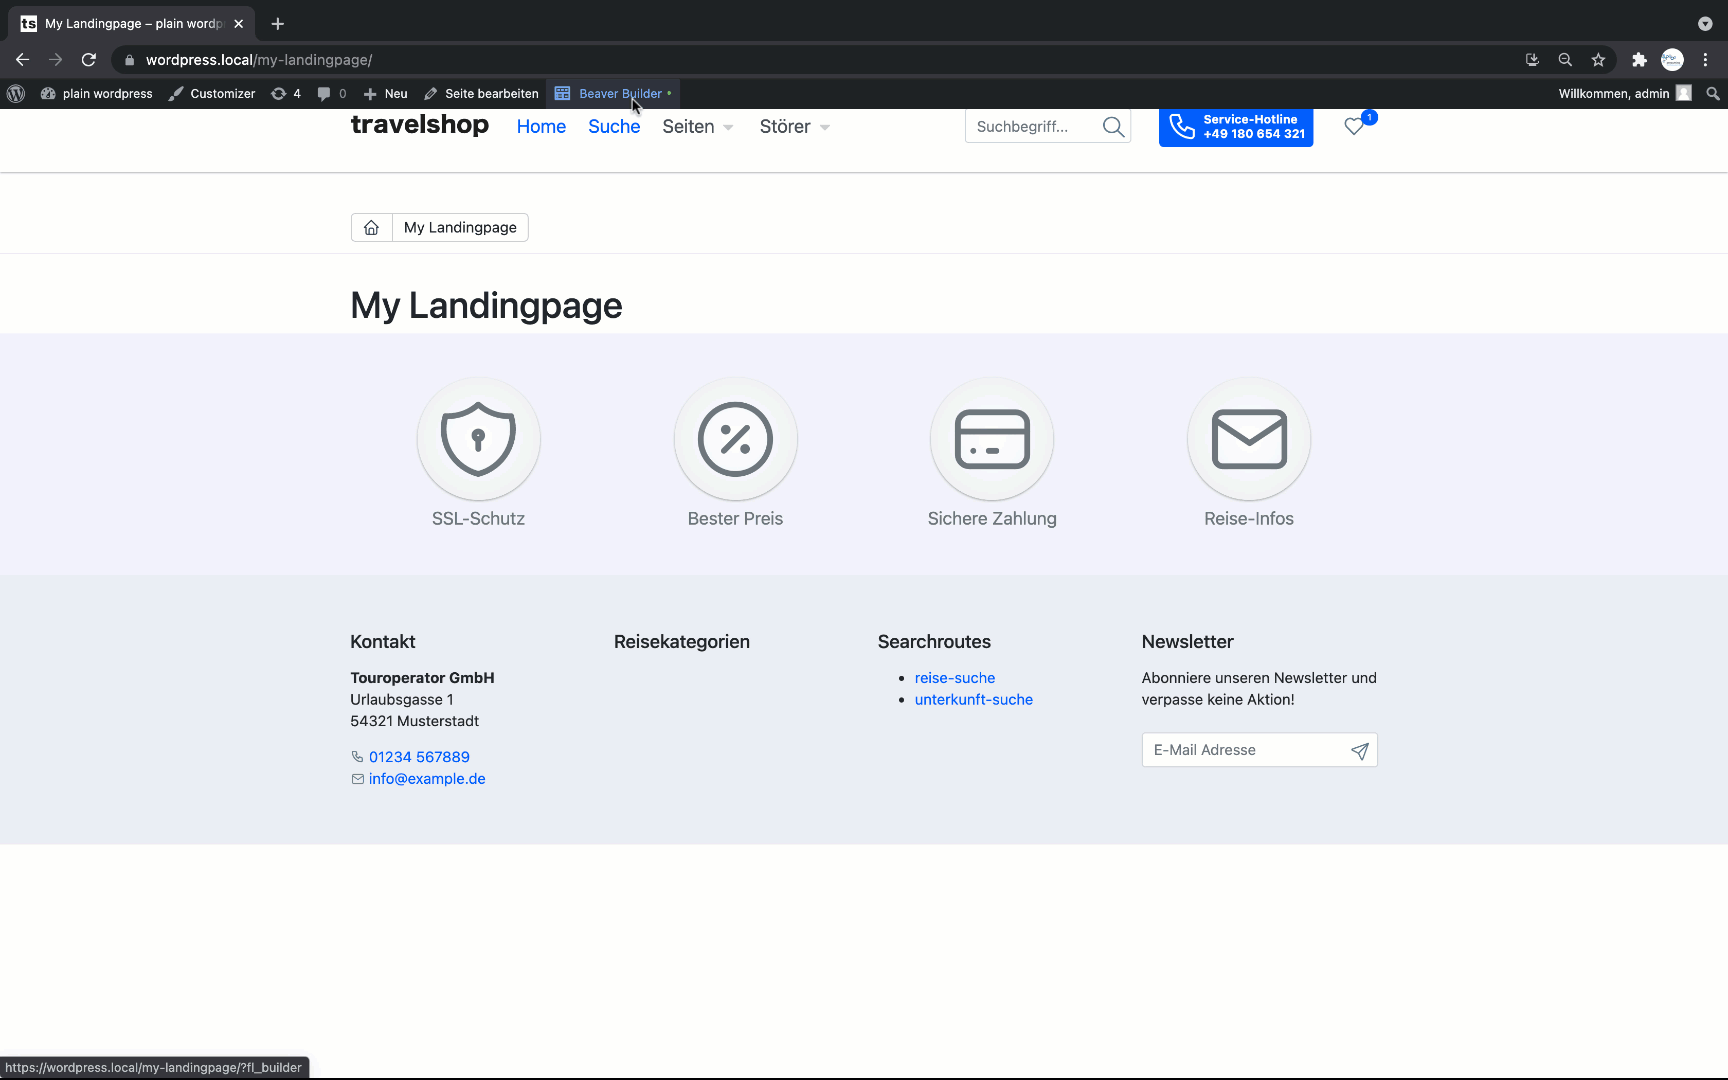 ts My Landingpage – plain wordp
wordpress.local/my-landingpage/
plain wordpress Customizer 4 0 Neu Seite bearbeiten Beaver Builder • Willkommen, admin
travelshop Home Suche Seiten Störer Suchbegriff... Service-Hotline 1
+49 180 654 321
My Landingpage
My Landingpage
SSL-Schutz Bester Preis Sichere Zahlung Reise-Infos
Kontakt Reisekategorien Searchroutes Newsletter
Touroperator GmbH • reise-suche Abonniere unseren Newsletter und
Urlaubsgasse 1 • unterkunft-suche verpasse keine Aktion!
54321 Musterstadt
01234 567889 E-Mail Adresse
info@example.de
https://wordpress.local/my-landingpage/?fl_builder